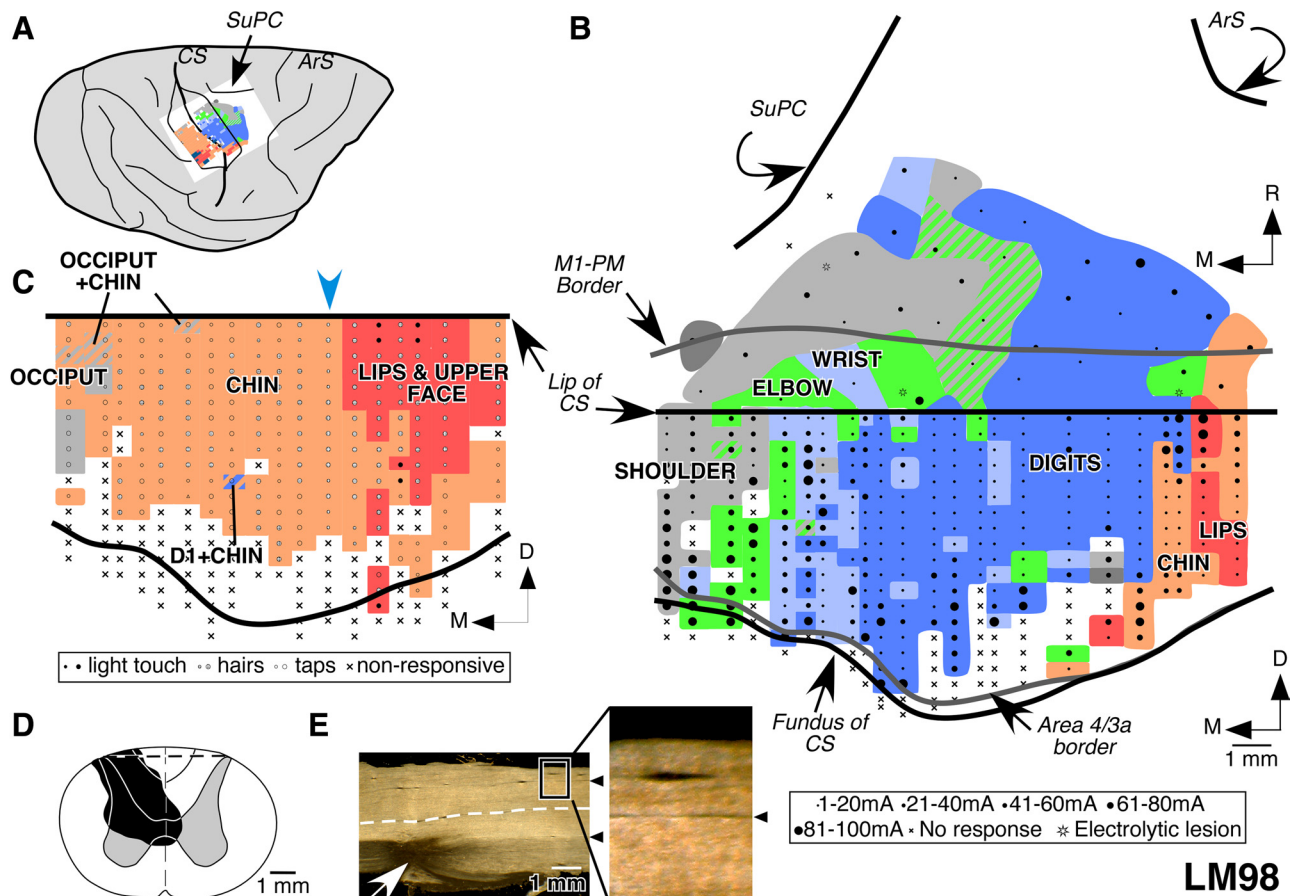 A
SuPC
CS
ArS
B
SuPC
ArS
R
M
M1-PM
Border
WRIST
ELBOW
Lip of
CS
SHOULDER
DIGITS
LIPS
CHIN
Fundus of
CS
Area 4/3a
border
D
M
1 mm
C
OCCIPUT
+CHIN
OCCIPUT
CHIN
LIPS & UPPER
FACE
D1+CHIN
D
M
· • light touch ◦ hairs ○ taps × non-responsive
D
1 mm
E
1 mm
·1-20mA •21-40mA •41-60mA •61-80mA
•81-100mA × No response ☼ Electrolytic lesion
LM98